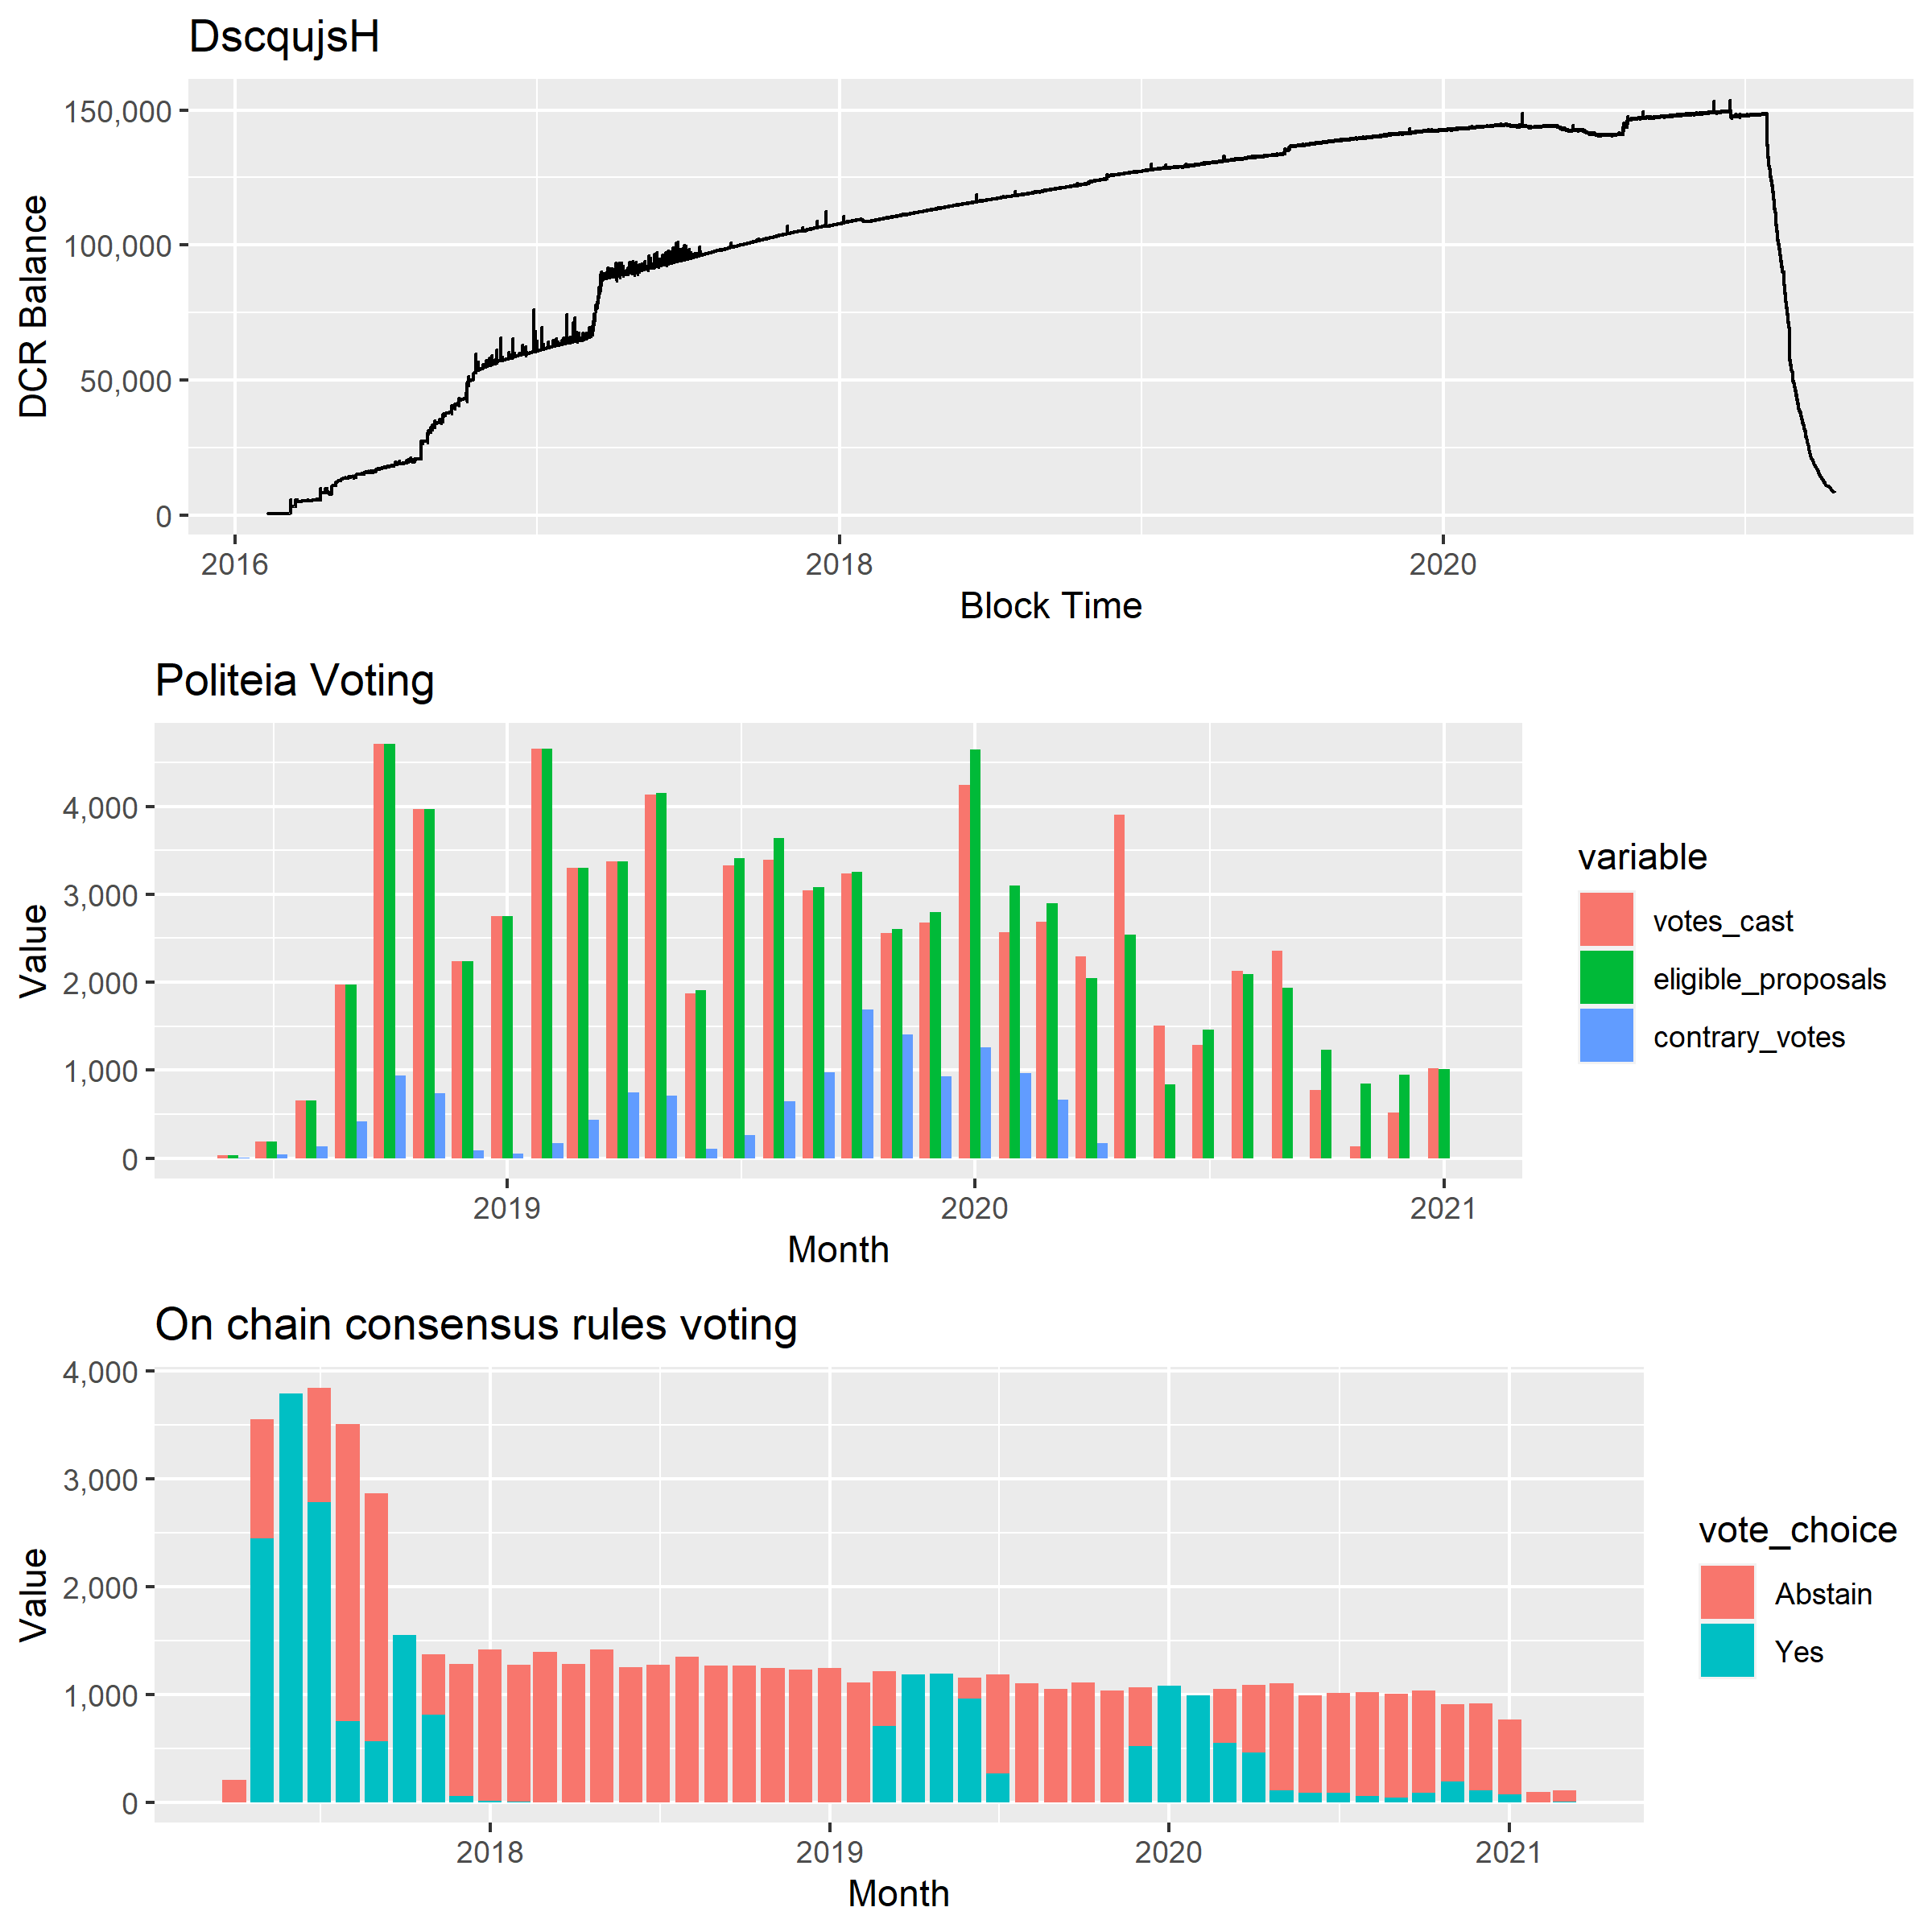 DscqujsH
150,000
100,000
50,000
0
DCR Balance
2016 2018 2020
Block Time
Politeia Voting
4,000
3,000
2,000
1,000
0
Value
2019 2020 2021
Month
variable
votes_cast
eligible_proposals
contrary_votes
On chain consensus rules voting
4,000
3,000
2,000
1,000
0
Value
2018 2019 2020 2021
Month
vote_choice
Abstain
Yes